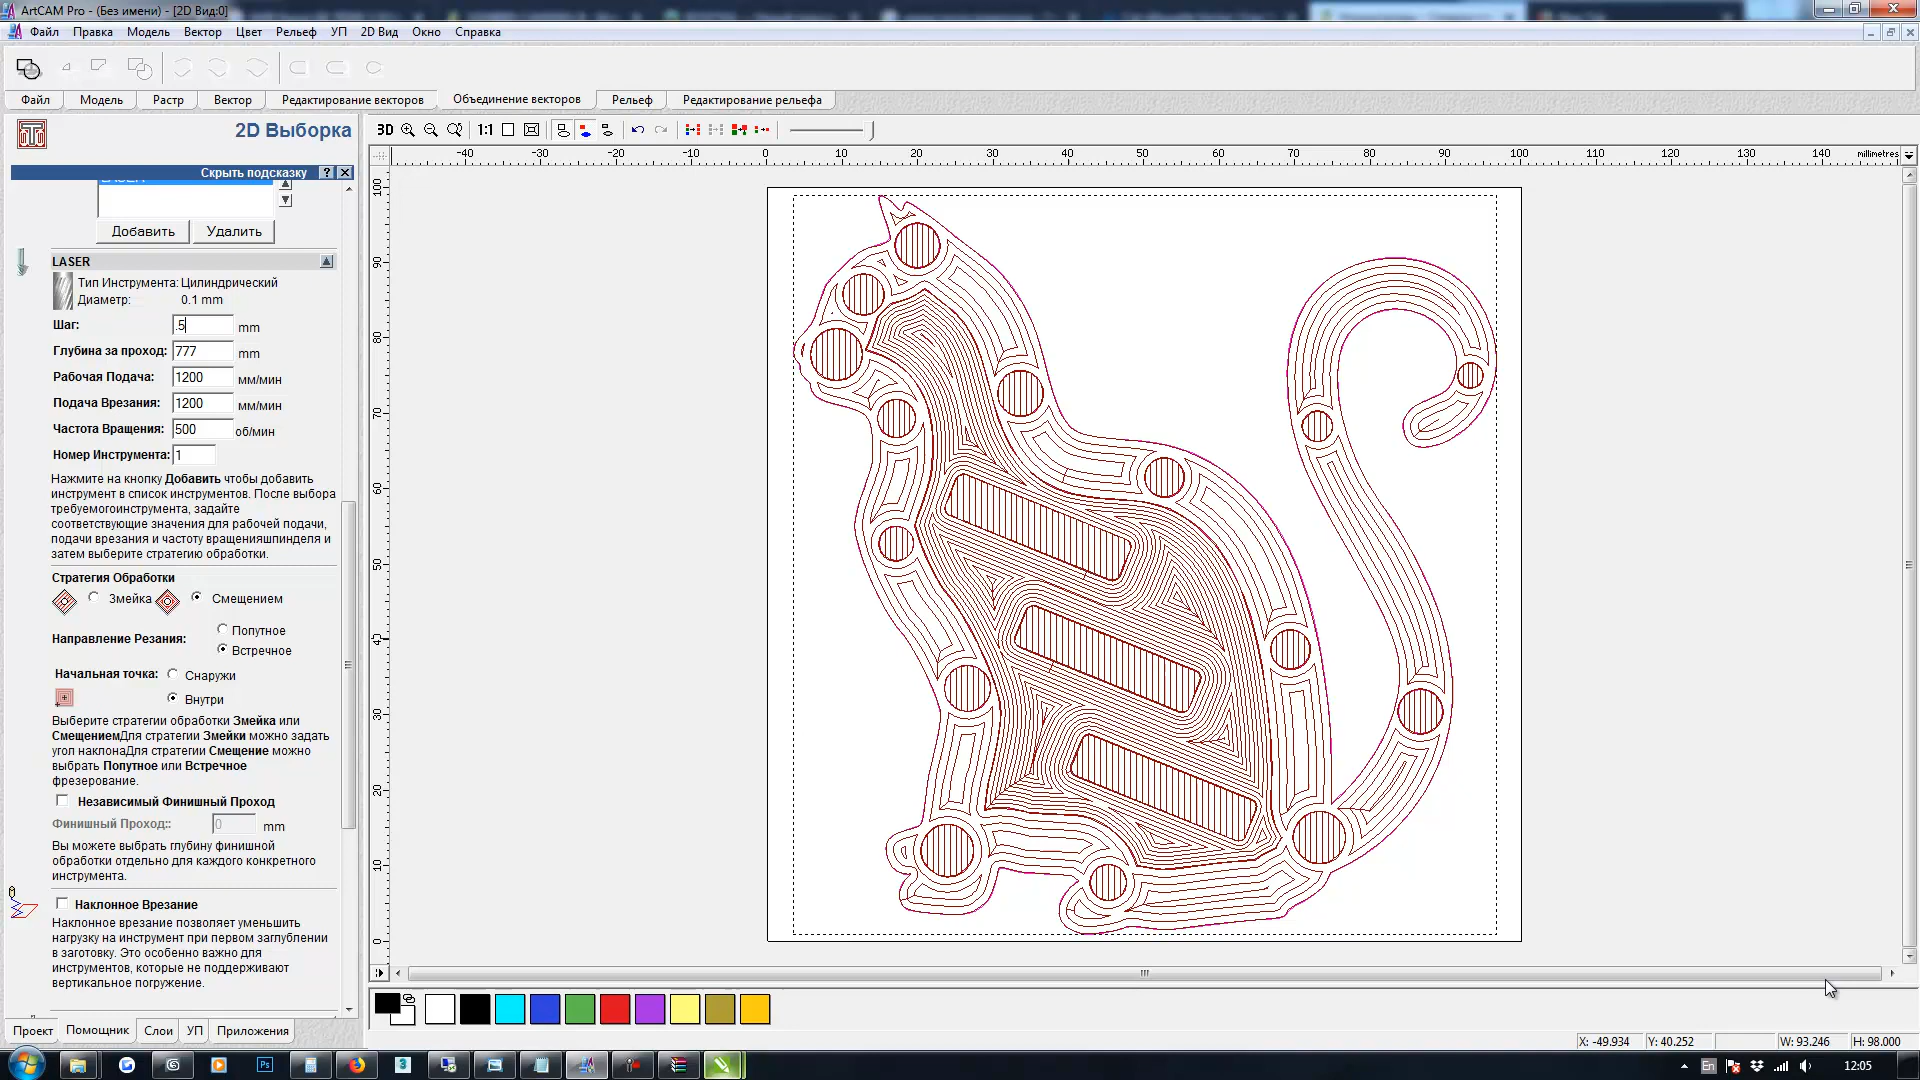 ArtCAM Pro - (Без имени) - [2D Вид:0]
Файл Правка Модель Вектор Цвет Рельеф УП 2D Вид Окно Справка
Файл Модель Растр Вектор Редактирование векторов Объединение векторов Рельеф Редактирование рельефа
2D Выборка
3D 1:1
Скрыть подсказку ? X
-40 -30 -20 -10 0 10 20 30 40 50 60 70 80 90 100 110 120 130 140 millimetres
100
90
80
70
60
50
30
20
10
0
Добавить Удалить
LASER
Тип Инструмента: Цилиндрический
Диаметр: 0.1 mm
Шаг: .5 mm
Глубина за проход: 777 mm
Рабочая Подача: 1200 мм/мин
Подача Врезания: 1200 мм/мин
Частота Вращения: 500 об/мин
Номер Инструмента: 1
Нажмите на кнопку Добавить чтобы добавить
инструмент в список инструментов. После выбора
требуемогоинструмента, задайте
соответствующие значения для рабочей подачи,
подачи врезания и частоту вращенияшпинделя и
затем выберите стратегию обработки.
Стратегия Обработки
Змейка Смещением
Направление Резания: Попутное
Встречное
Начальная точка: Снаружи
Внутри
Выберите стратегии обработки Змейка или
СмещениемДля стратегии Змейки можно задать
угол наклонаДля стратегии Смещение можно
выбрать Попутное или Встречное
фрезерование.
Независимый Финишный Проход
Финишный Проход:: 0 mm
Вы можете выбрать глубину финишной
обработки отдельно для каждого конкретного
инструмента.
Наклонное Врезание
Наклонное врезание позволяет уменьшить
нагрузку на инструмент при первом заглублении
в заготовку. Это особенно важно для
инструментов, которые не поддерживают
вертикальное погружение.
Проект Помощник Слои УП Приложения
X: -49.934 Y: 40.252 W: 93.246 H: 98.000
Ps 3 En 12:05